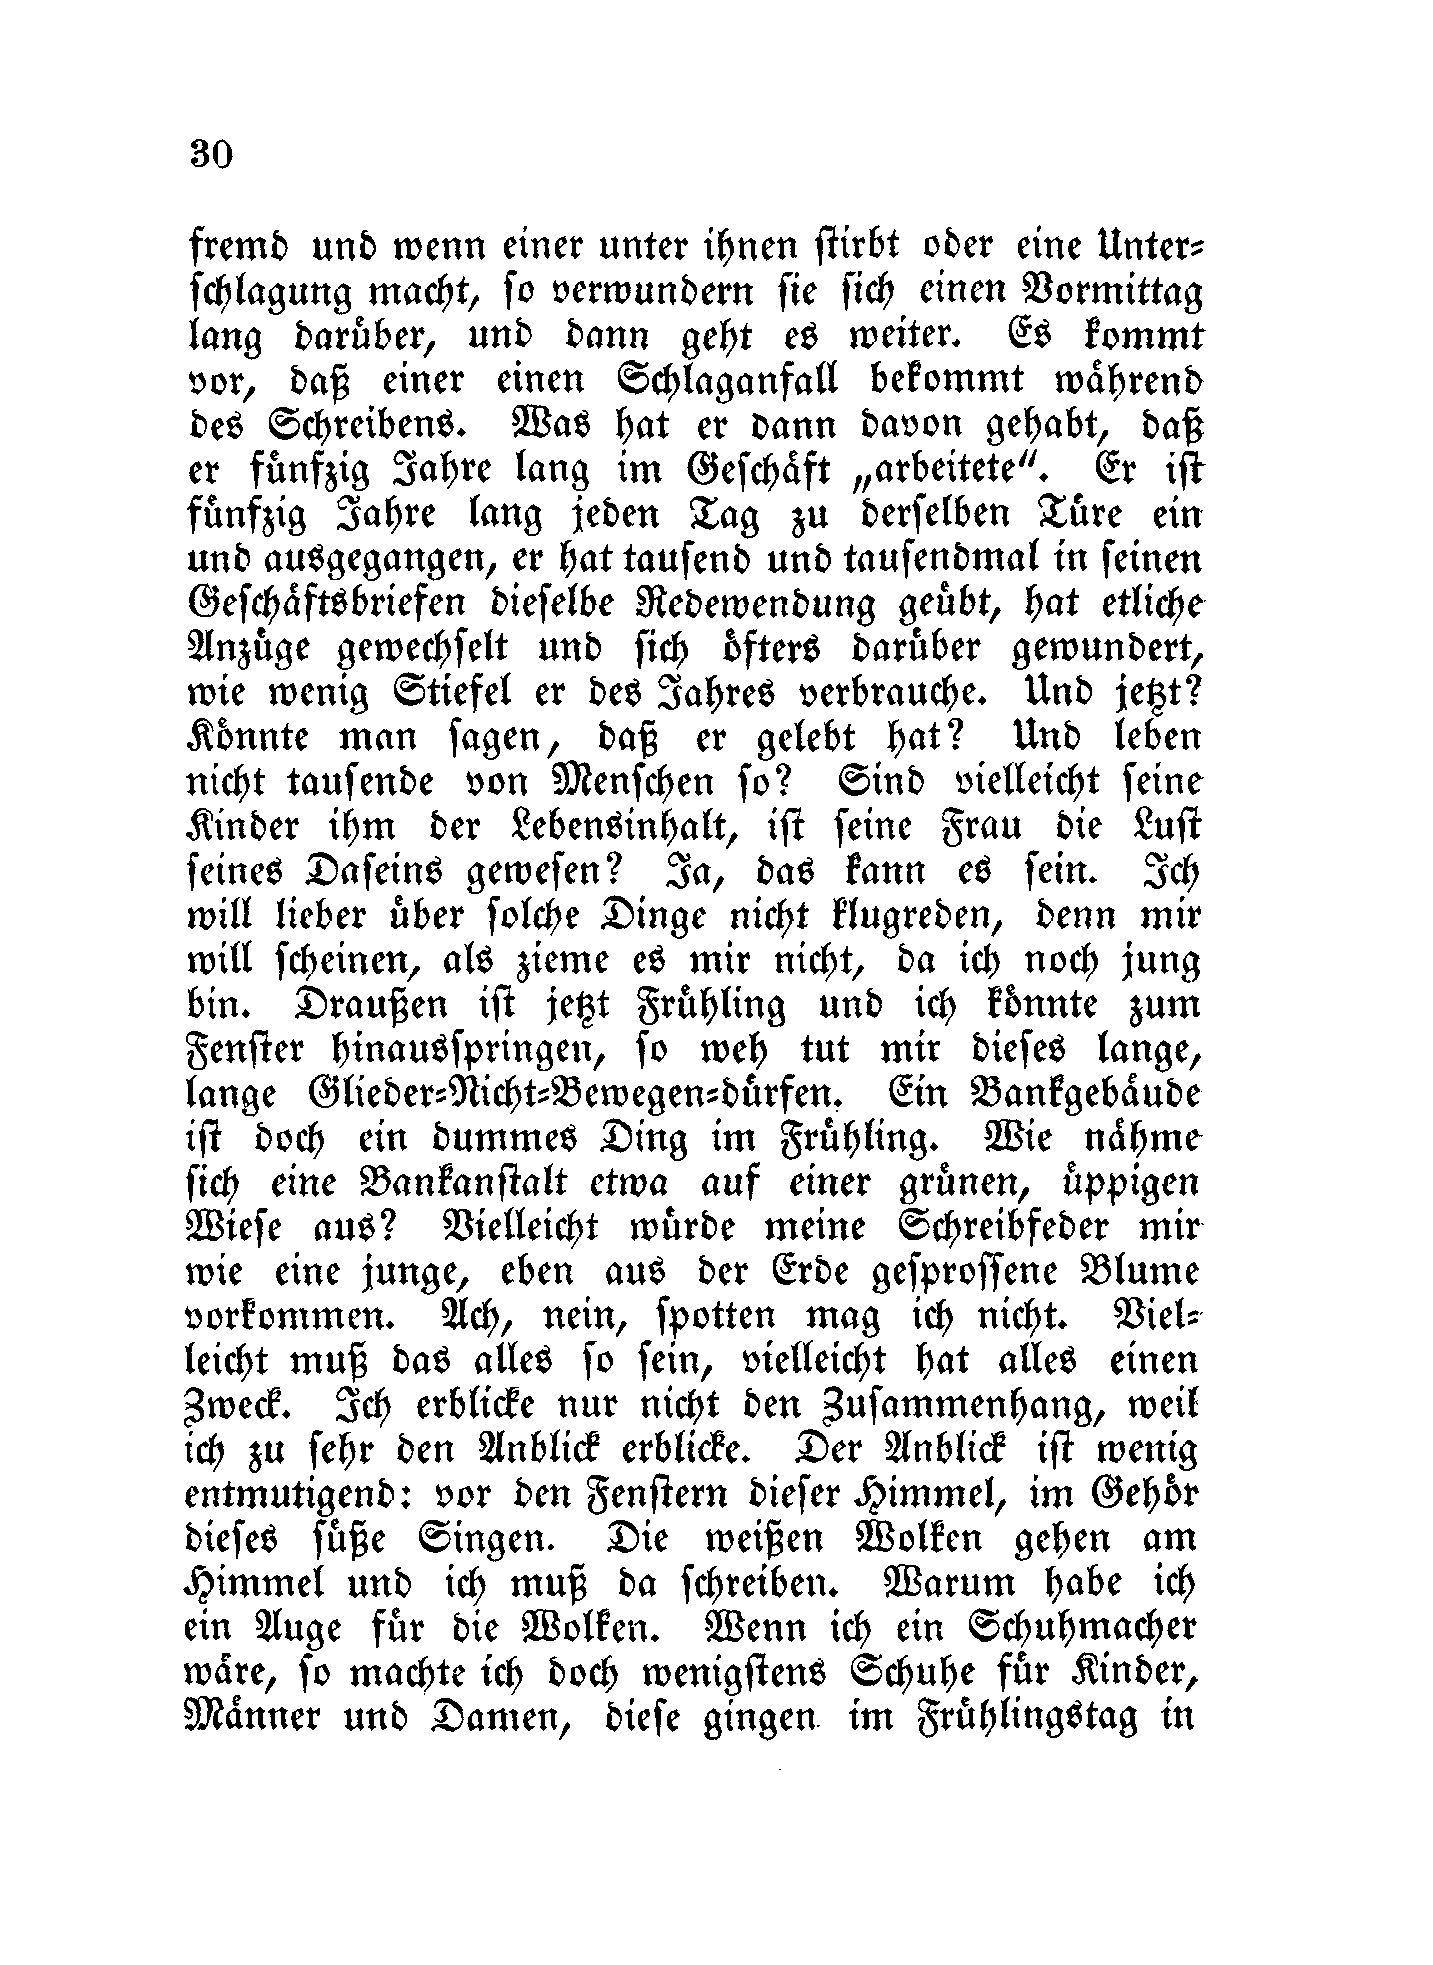 30
fremd und wenn einer unter ihnen stirbt oder eine Unter-
schlagung macht, so verwundern sie sich einen Vormittag
lang darüber, und dann geht es weiter. Es kommt
vor, daß einer einen Schlaganfall bekommt während
des Schreibens. Was hat er dann davon gehabt, daß
er fünfzig Jahre lang im Geschäft „arbeitete“. Er ist
fünfzig Jahre lang jeden Tag zu derselben Türe ein
und ausgegangen, er hat tausend und tausendmal in seinen
Geschäftsbriefen dieselbe Redewendung geübt, hat etliche
Anzüge gewechselt und sich öfters darüber gewundert,
wie wenig Stiefel er des Jahres verbrauche. Und jetzt?
Könnte man sagen, daß er gelebt hat? Und leben
nicht tausende von Menschen so? Sind vielleicht seine
Kinder ihm der Lebensinhalt, ist seine Frau die Lust
seines Daseins gewesen? Ja, das kann es sein. Ich
will lieber über solche Dinge nicht klugreden, denn mir
will scheinen, als zieme es mir nicht, da ich noch jung
bin. Draußen ist jetzt Frühling und ich könnte zum
Fenster hinausspringen, so weh tut mir dieses lange,
lange Glieder-Nicht-Bewegen-dürfen. Ein Bankgebäude
ist doch ein dummes Ding im Frühling. Wie nähme
sich eine Bankanstalt etwa auf einer grünen, üppigen
Wiese aus? Vielleicht würde meine Schreibfeder mir
wie eine junge, eben aus der Erde gesprossene Blume
vorkommen. Ach, nein, spotten mag ich nicht. Viel-
leicht muß das alles so sein, vielleicht hat alles einen
Zweck. Ich erblicke nur nicht den Zusammenhang, weil
ich zu sehr den Anblick erblicke. Der Anblick ist wenig
entmutigend: vor den Fenstern dieser Himmel, im Gehör
dieses süße Singen. Die weißen Wolken gehen am
Himmel und ich muß da schreiben. Warum habe ich
ein Auge für die Wolken. Wenn ich ein Schuhmacher
wäre, so machte ich doch wenigstens Schuhe für Kinder,
Männer und Damen, diese gingen im Frühlingstag in